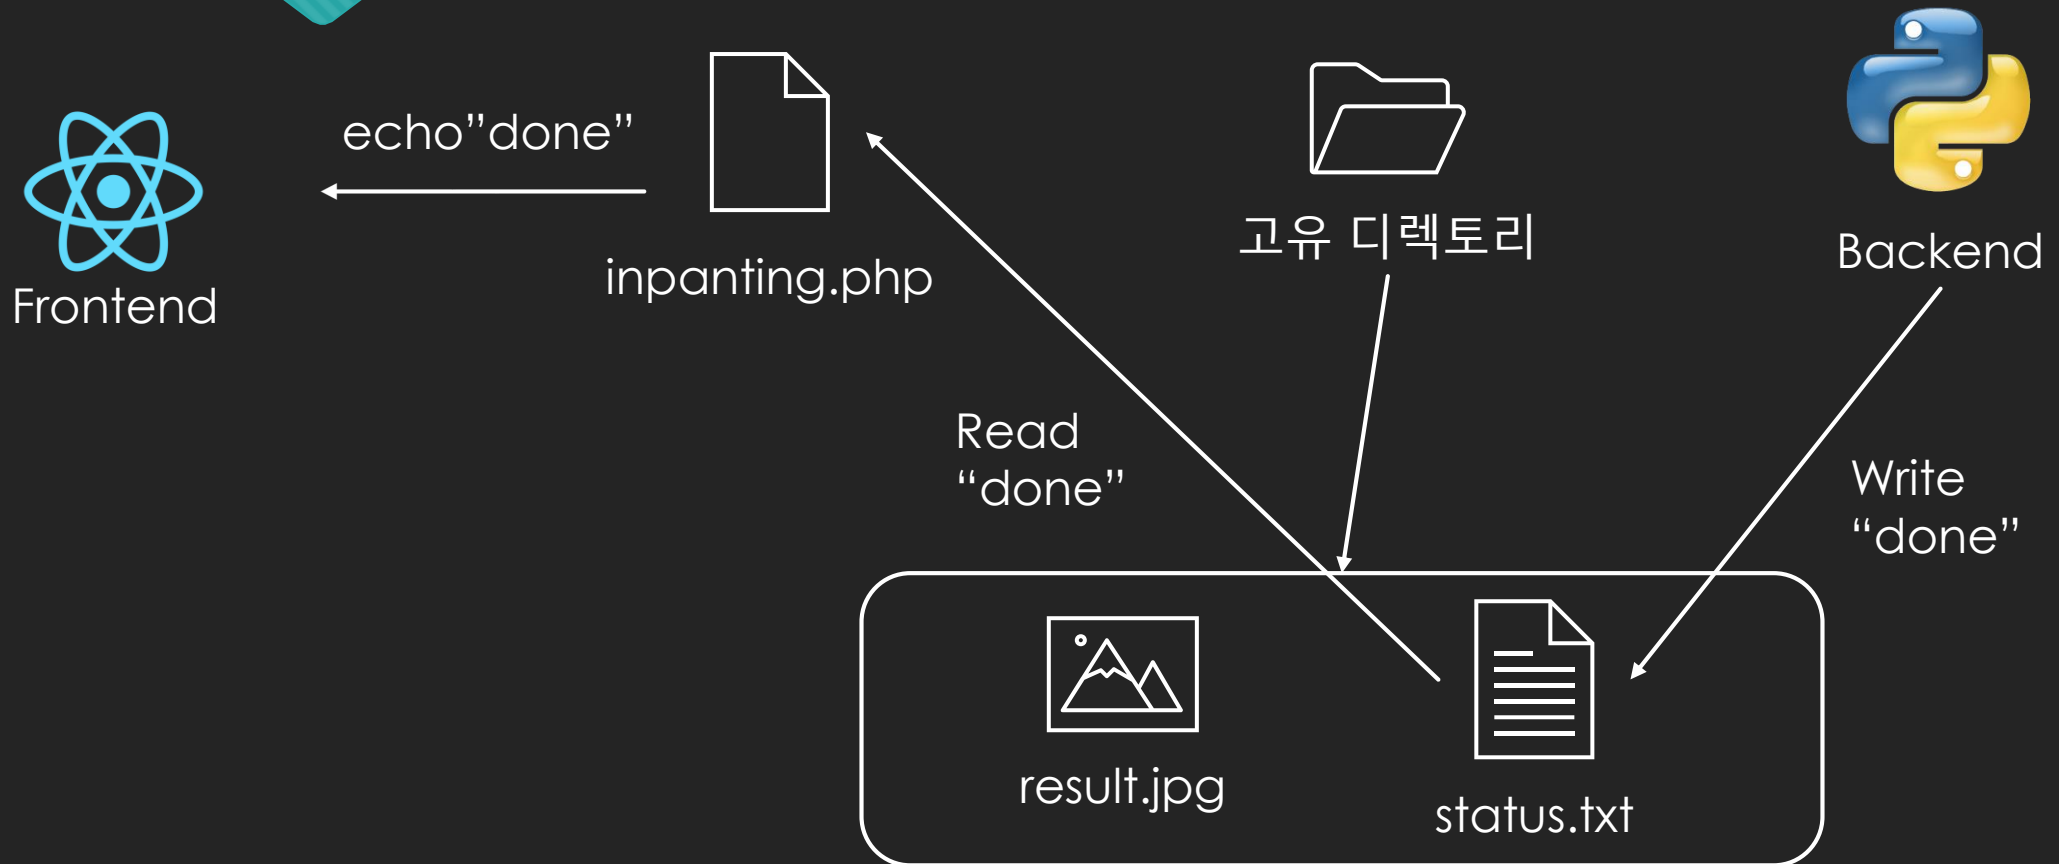 echo”done”
Frontend
inpanting.php
고유 디렉토리
Backend
Read
“done”
Write
“done”
result.jpg
status.txt